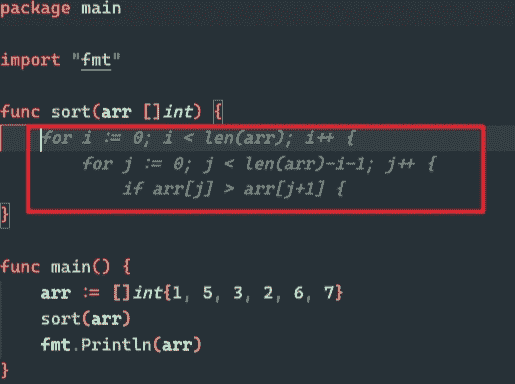 package main
import "fmt"
func sort(arr []int) {
for i := 0; i < len(arr); i++ {
for j := 0; j < len(arr)-i-1; j++ {
if arr[j] > arr[j+1] {
}
func main() {
arr := []int{1, 5, 3, 2, 6, 7}
sort(arr)
fmt.Println(arr)
}